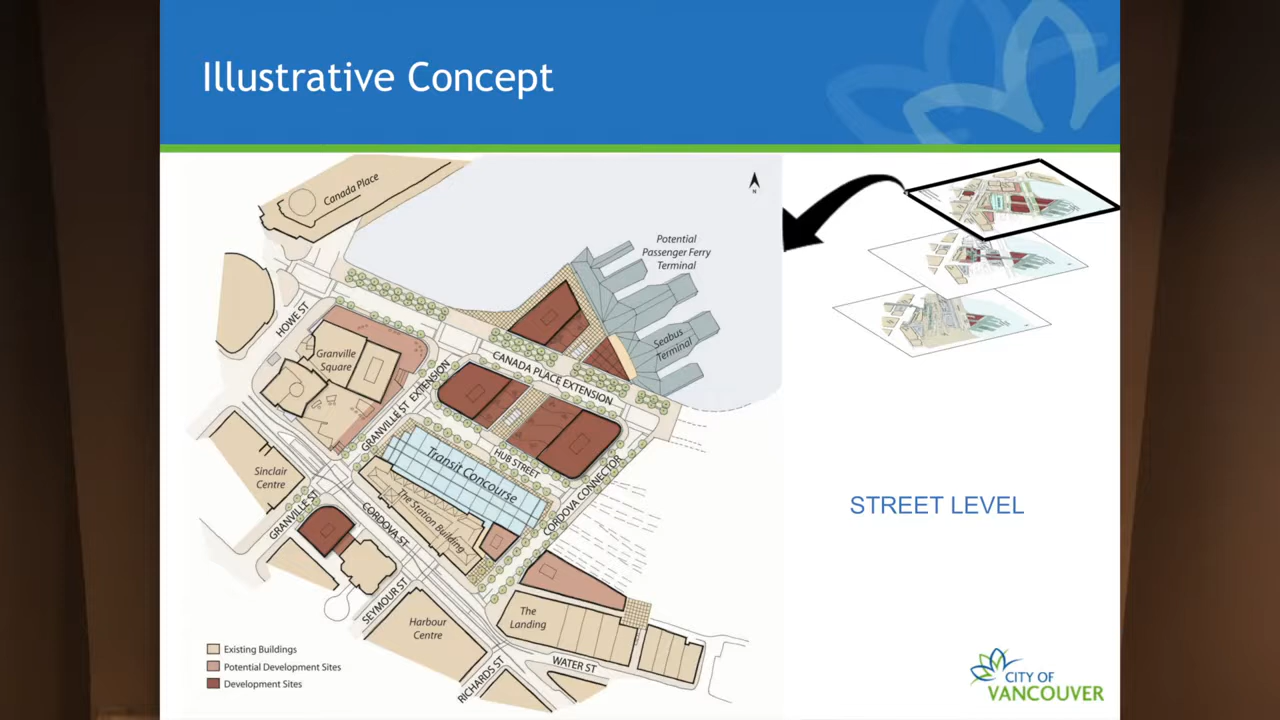 Illustrative Concept
Canada Place
N
Potential
Passenger Ferry
Terminal
HOWE ST
Seabus
Terminal
Granville
Square
CANADA PLACE EXTENSION
GRANVILLE ST EXTENSION
HUB STREET
Transit Concourse
Sinclair
Centre
The Station Building
CORDOVA CONNECTOR
STREET LEVEL
GRANVILLE ST
CORDOVA ST
SEYMOUR ST
Harbour
Centre
The
Landing
WATER ST
RICHARDS ST
Existing Buildings
Potential Development Sites
Development Sites
CITY OF
VANCOUVER